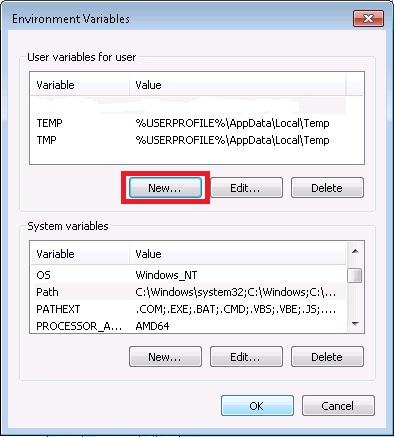 Environment Variables
User variables for user
Variable Value
TEMP %USERPROFILE%\AppData\Local\Temp
TMP %USERPROFILE%\AppData\Local\Temp
New... Edit... Delete
System variables
Variable Value
OS Windows_NT
Path C:\Windows\system32;C:\Windows;C:\...
PATHEXT .COM;.EXE;.BAT;.CMD;.VBS;.VBE;.JS;....
PROCESSOR_A... AMD64
New... Edit... Delete
OK Cancel